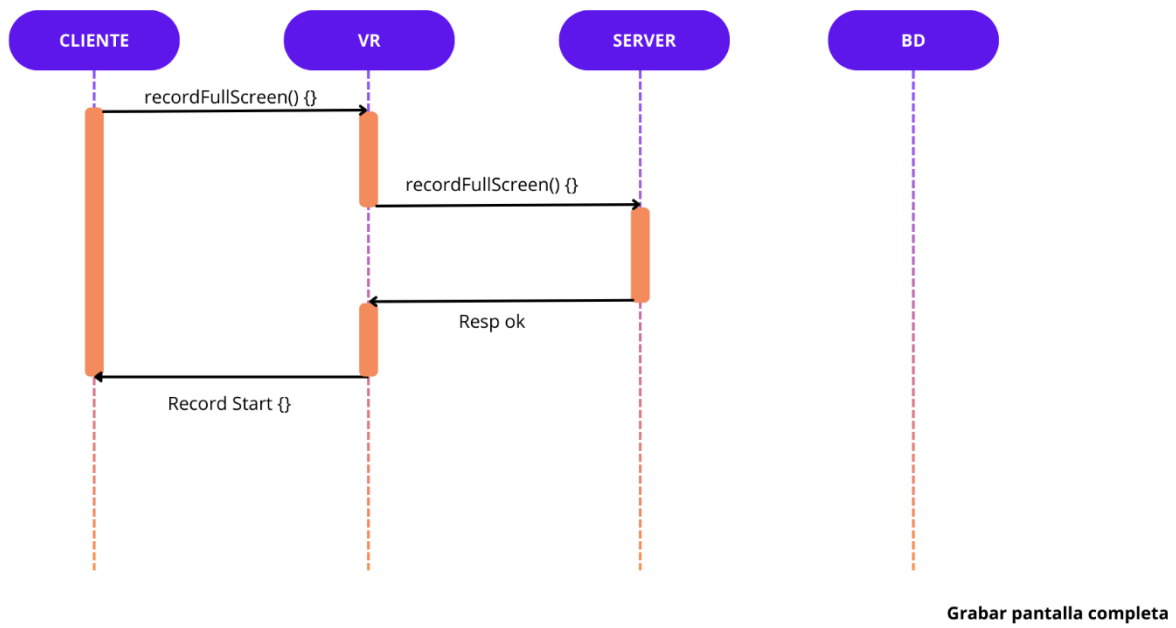 CLIENTE
VR
SERVER
BD
recordFullScreen() {}
recordFullScreen() {}
Resp ok
Record Start {}
Grabar pantalla completa